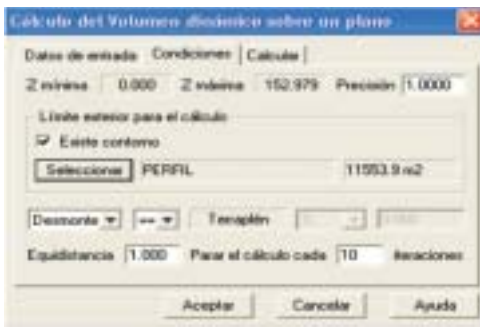 Cálculo del Volumen dinámico sobre un plano
Datos de entrada Condiciones Calcular
Z mínima 0.000 Z máxima 152.979 Precisión 1.0000
Límite exterior para el cálculo
Existe contorno
Seleccionar PERFIL 11553.9 m2
Desmonte == Terraplén
Equidistancia 1.000 Parar el cálculo cada 10 iteraciones
Aceptar Cancelar Ayuda